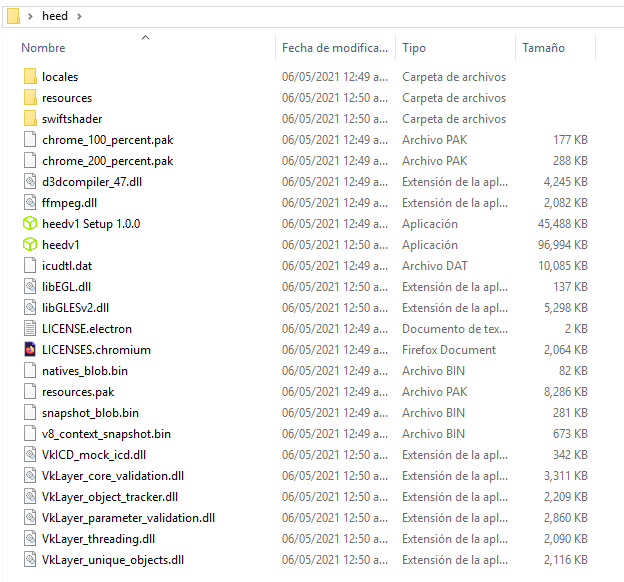 heed
Nombre Fecha de modifica... Tipo Tamaño
locales 06/05/2021 12:49 a... Carpeta de archivos
resources 06/05/2021 12:50 a... Carpeta de archivos
swiftshader 06/05/2021 12:50 a... Carpeta de archivos
chrome_100_percent.pak 06/05/2021 12:49 a... Archivo PAK 177 KB
chrome_200_percent.pak 06/05/2021 12:49 a... Archivo PAK 288 KB
d3dcompiler_47.dll 06/05/2021 12:49 a... Extensión de la apl... 4,245 KB
ffmpeg.dll 06/05/2021 12:49 a... Extensión de la apl... 2,082 KB
heedv1 Setup 1.0.0 06/05/2021 12:49 a... Aplicación 45,488 KB
heedv1 06/05/2021 12:50 a... Aplicación 96,994 KB
icudtl.dat 06/05/2021 12:49 a... Archivo DAT 10,085 KB
libEGL.dll 06/05/2021 12:49 a... Extensión de la apl... 137 KB
libGLESv2.dll 06/05/2021 12:50 a... Extensión de la apl... 5,298 KB
LICENSE.electron 06/05/2021 12:49 a... Documento de tex... 2 KB
LICENSES.chromium 06/05/2021 12:49 a... Firefox Document 2,064 KB
natives_blob.bin 06/05/2021 12:49 a... Archivo BIN 82 KB
resources.pak 06/05/2021 12:49 a... Archivo PAK 8,286 KB
snapshot_blob.bin 06/05/2021 12:49 a... Archivo BIN 281 KB
v8_context_snapshot.bin 06/05/2021 12:49 a... Archivo BIN 673 KB
VkICD_mock_icd.dll 06/05/2021 12:50 a... Extensión de la apl... 342 KB
VkLayer_core_validation.dll 06/05/2021 12:50 a... Extensión de la apl... 3,311 KB
VkLayer_object_tracker.dll 06/05/2021 12:50 a... Extensión de la apl... 2,209 KB
VkLayer_parameter_validation.dll 06/05/2021 12:50 a... Extensión de la apl... 2,860 KB
VkLayer_threading.dll 06/05/2021 12:50 a... Extensión de la apl... 2,090 KB
VkLayer_unique_objects.dll 06/05/2021 12:50 a... Extensión de la apl... 2,116 KB